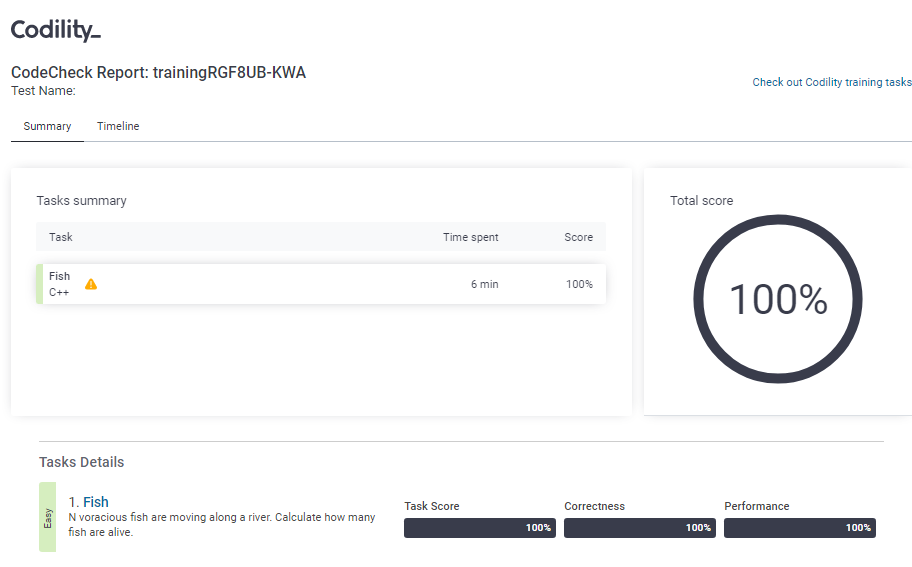 Codility_
CodeCheck Report: trainingRGF8UB-KWA
Test Name:
Check out Codility training tasks
Summary Timeline
Tasks summary
Task Time spent Score
Fish
C++
6 min 100%
Total score
100%
Tasks Details
Easy
1. Fish
N voracious fish are moving along a river. Calculate how many
fish are alive.
Task Score Correctness Performance
100% 100% 100%